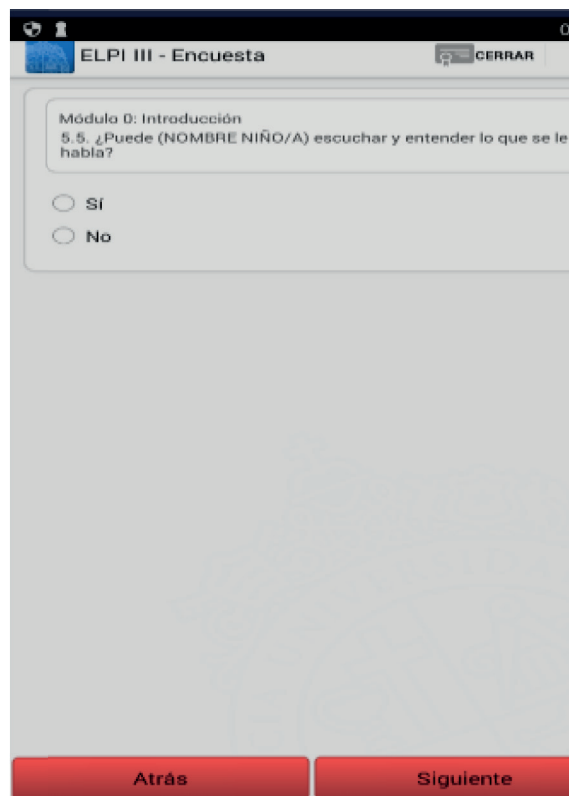 ELPI III - Encuesta
CERRAR
Módulo 0: Introducción
5.5. ¿Puede (NOMBRE NIÑO/A) escuchar y entender lo que se le
habla?
Sí
No
Atrás
Siguiente